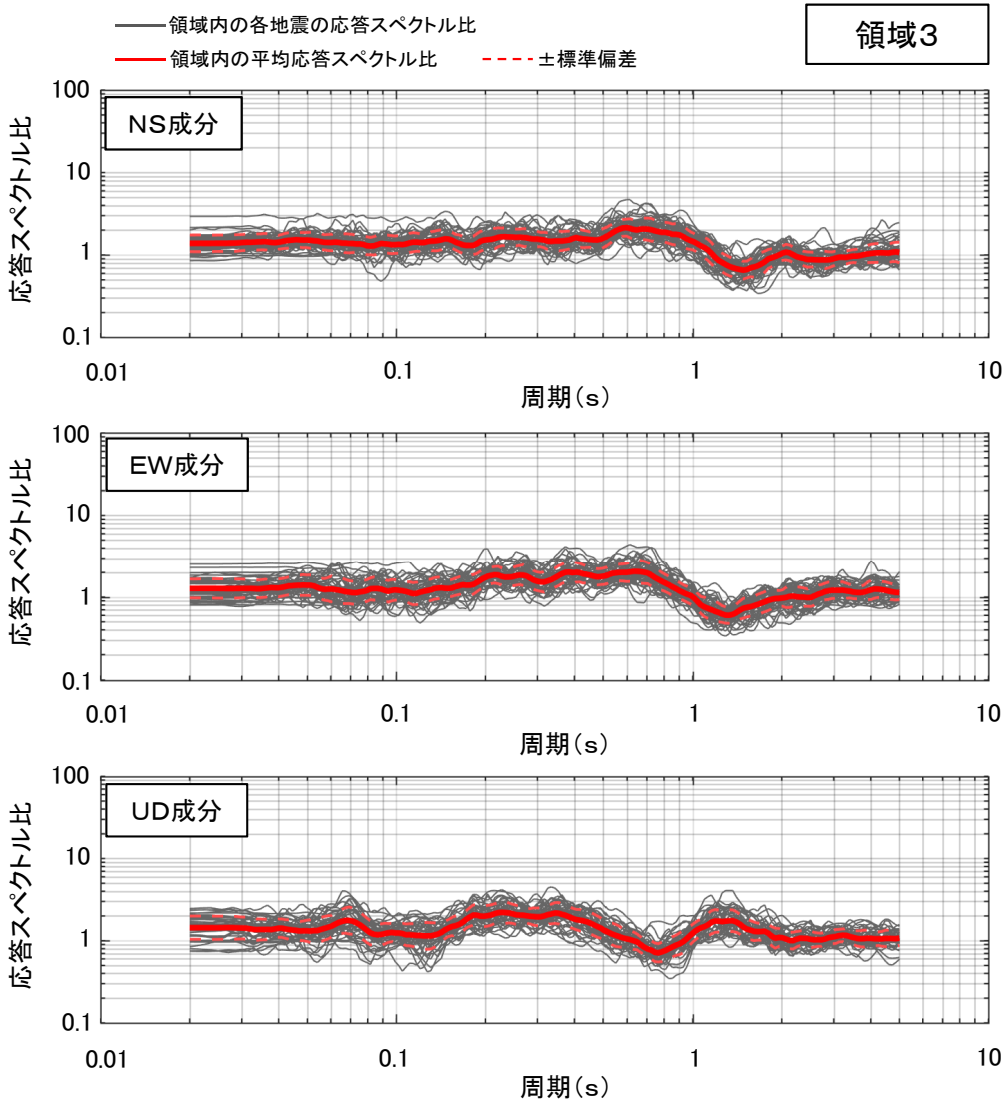 領域内の各地震の応答スペクトル比
領域内の平均応答スペクトル比 ±標準偏差
領域3
NS成分
応答スペクトル比
100
10
1
0.1
0.01 0.1 1 10
周期(s)
EW成分
応答スペクトル比
100
10
1
0.1
0.01 0.1 1 10
周期(s)
UD成分
応答スペクトル比
100
10
1
0.1
0.01 0.1 1 10
周期(s)